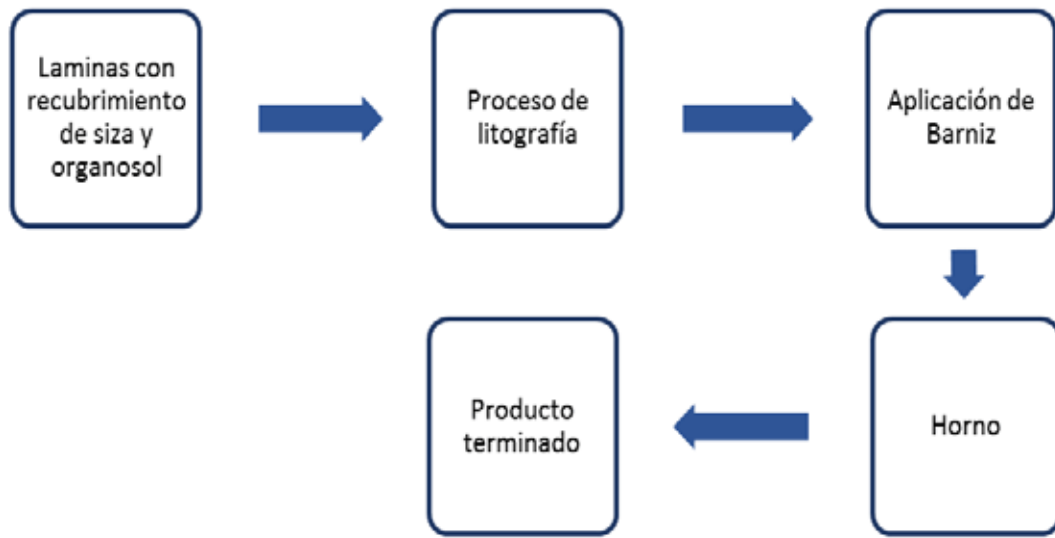 Laminas con
recubrimiento
de siza y
organosol
Proceso de
litografía
Aplicación de
Barniz
Horno
Producto
terminado